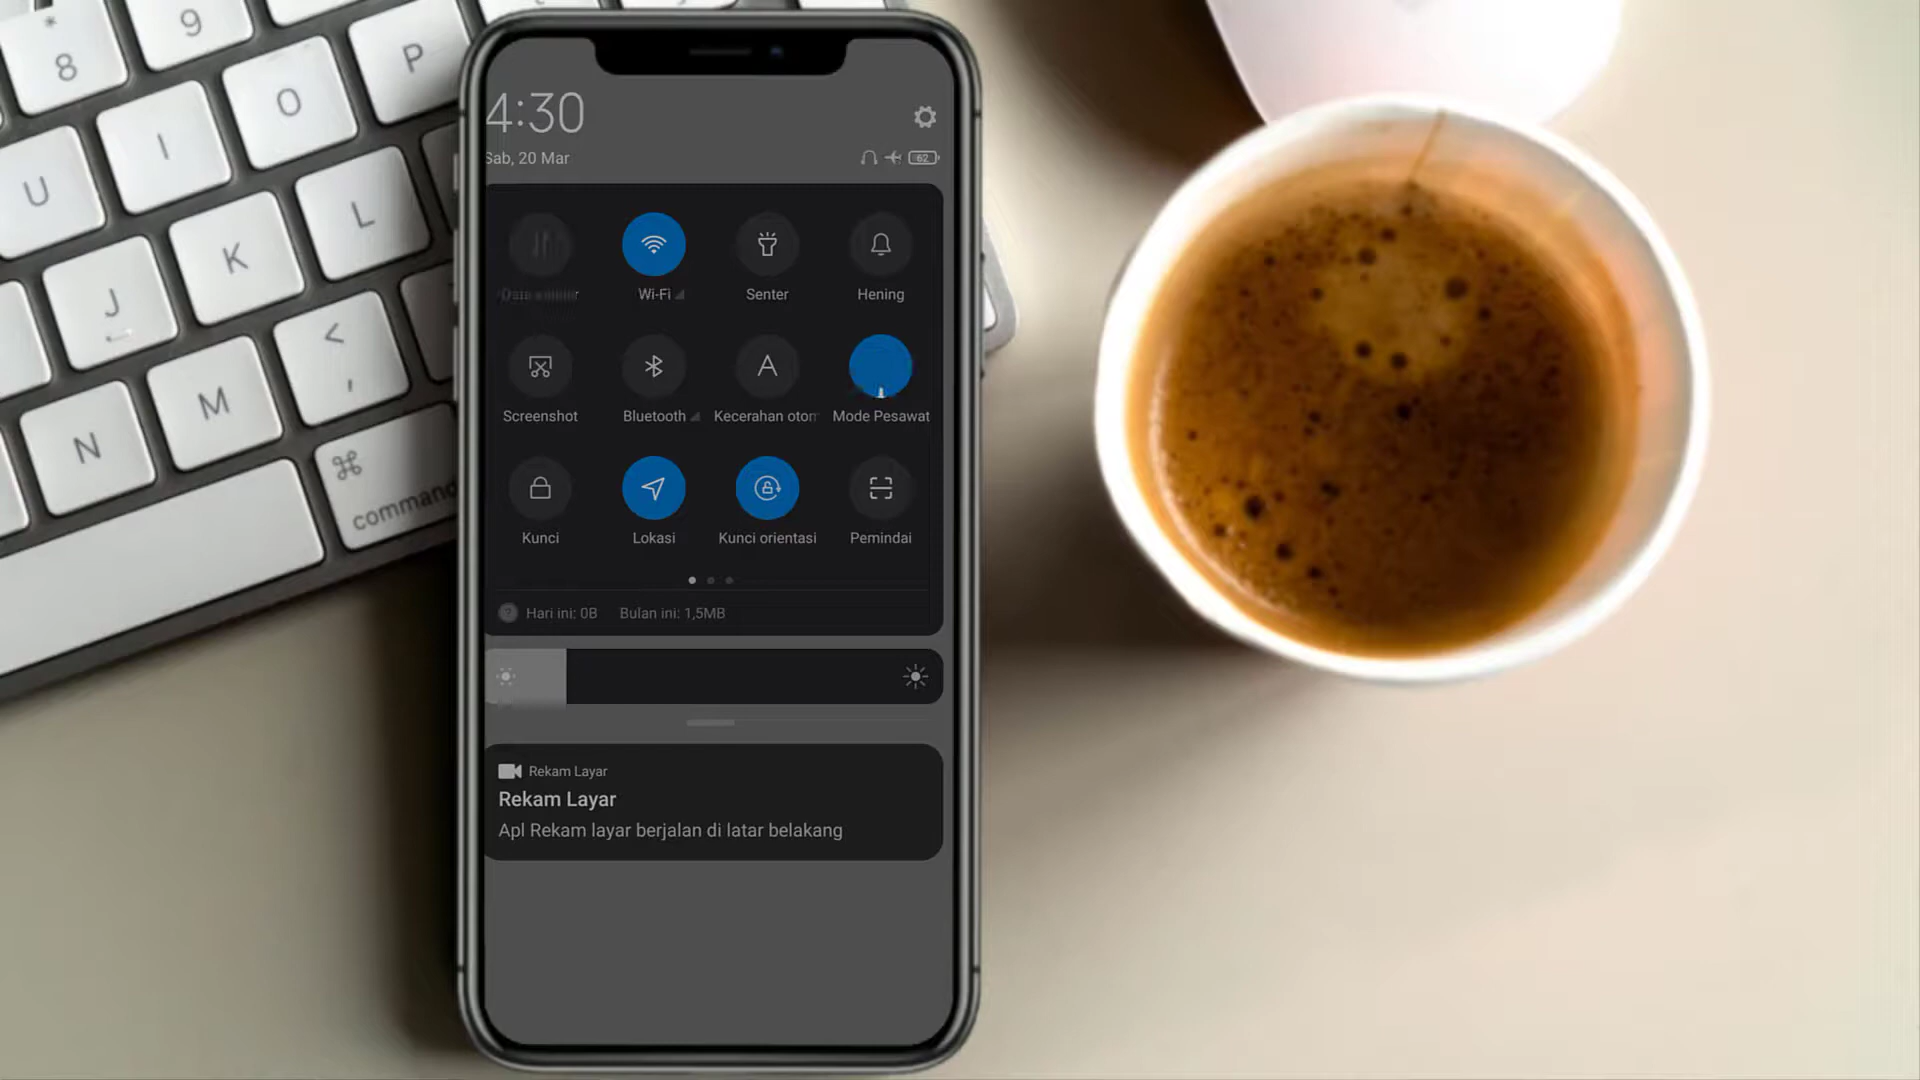 *
8
9
P
O
I
U
L
K
J
<
,
M
N
⌘
command
4:30
Sab, 20 Mar
62
Wi-Fi
Senter
Hening
Screenshot
Bluetooth
A
Kecerahan otom
Mode Pesawat
Kunci
Lokasi
Kunci orientasi
Pemindai
? Hari ini: 0B Bulan ini: 1,5MB
Rekam Layar
Rekam Layar
Apl Rekam layar berjalan di latar belakang